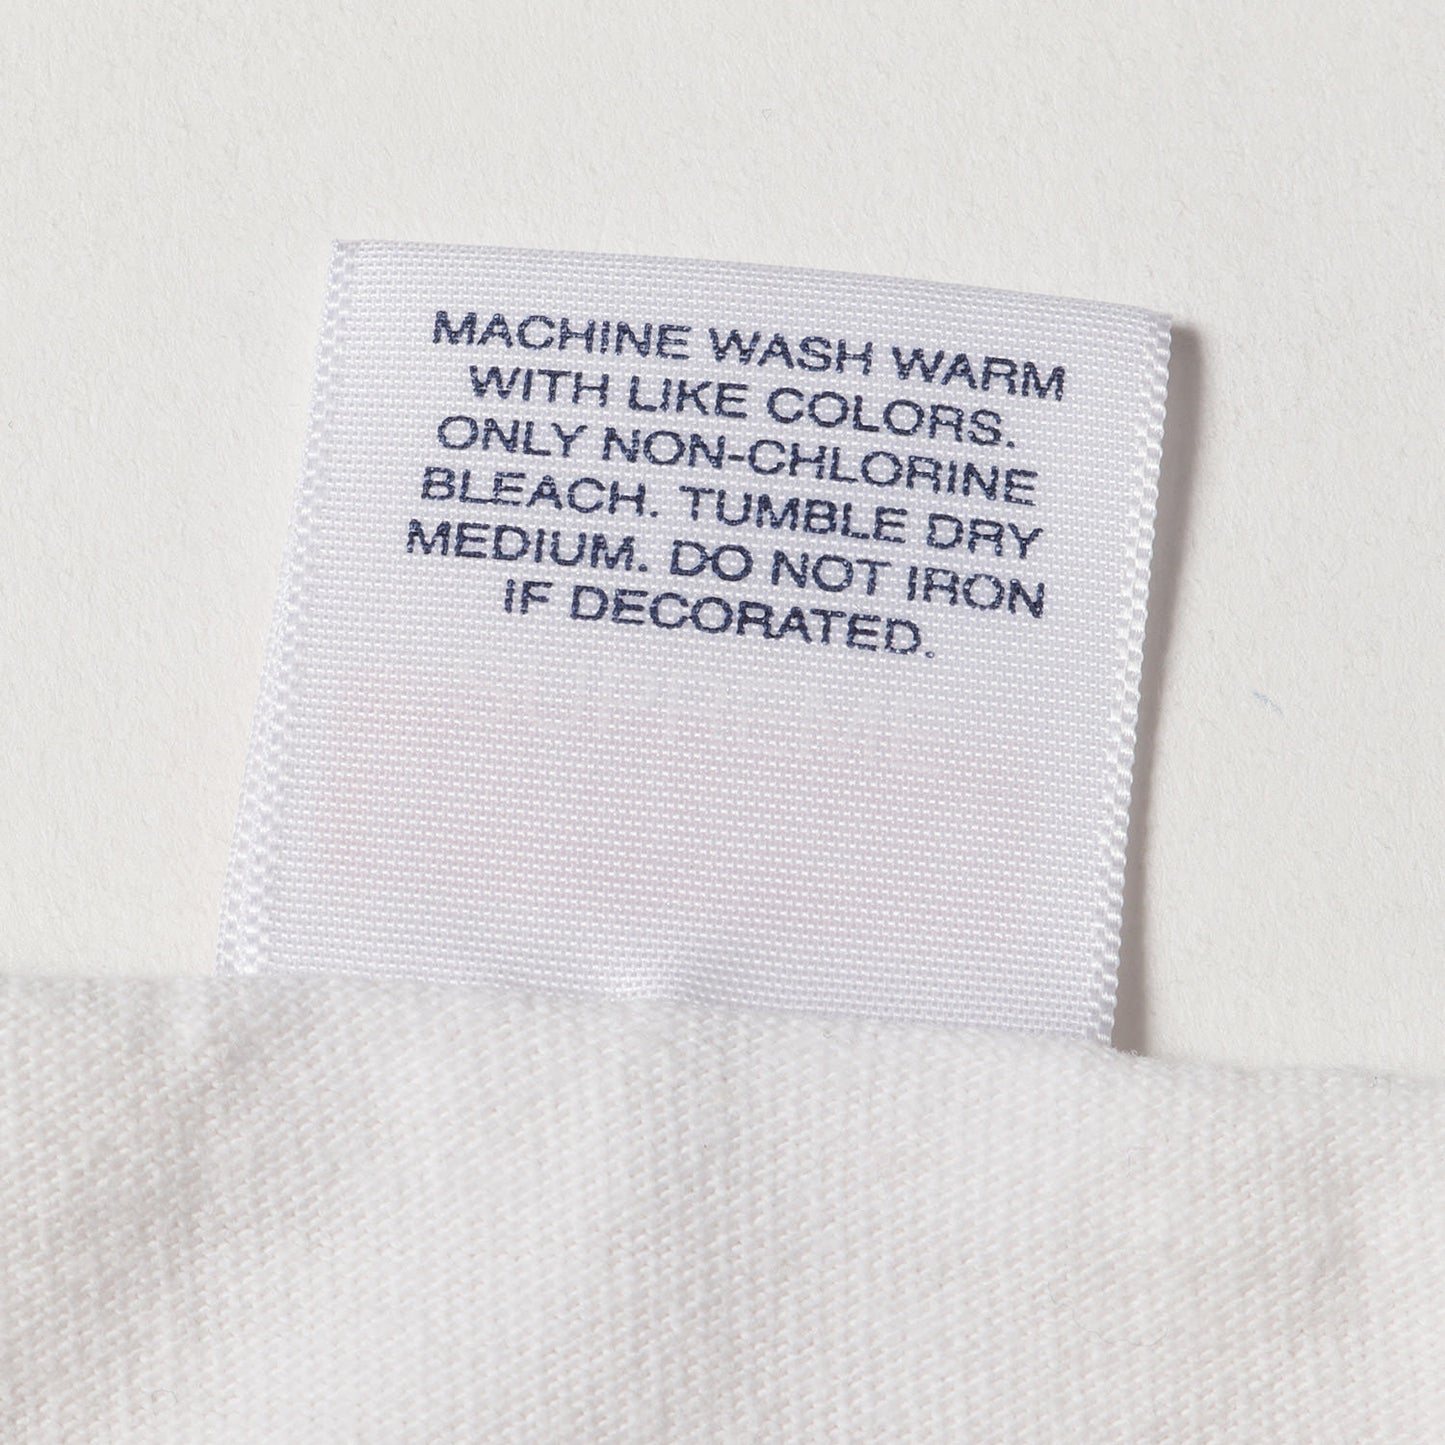 MACHINE WASH WARM
WITH LIKE COLORS.
ONLY NON-CHLORINE
BLEACH. TUMBLE DRY
MEDIUM. DO NOT IRON
IF DECORATED.